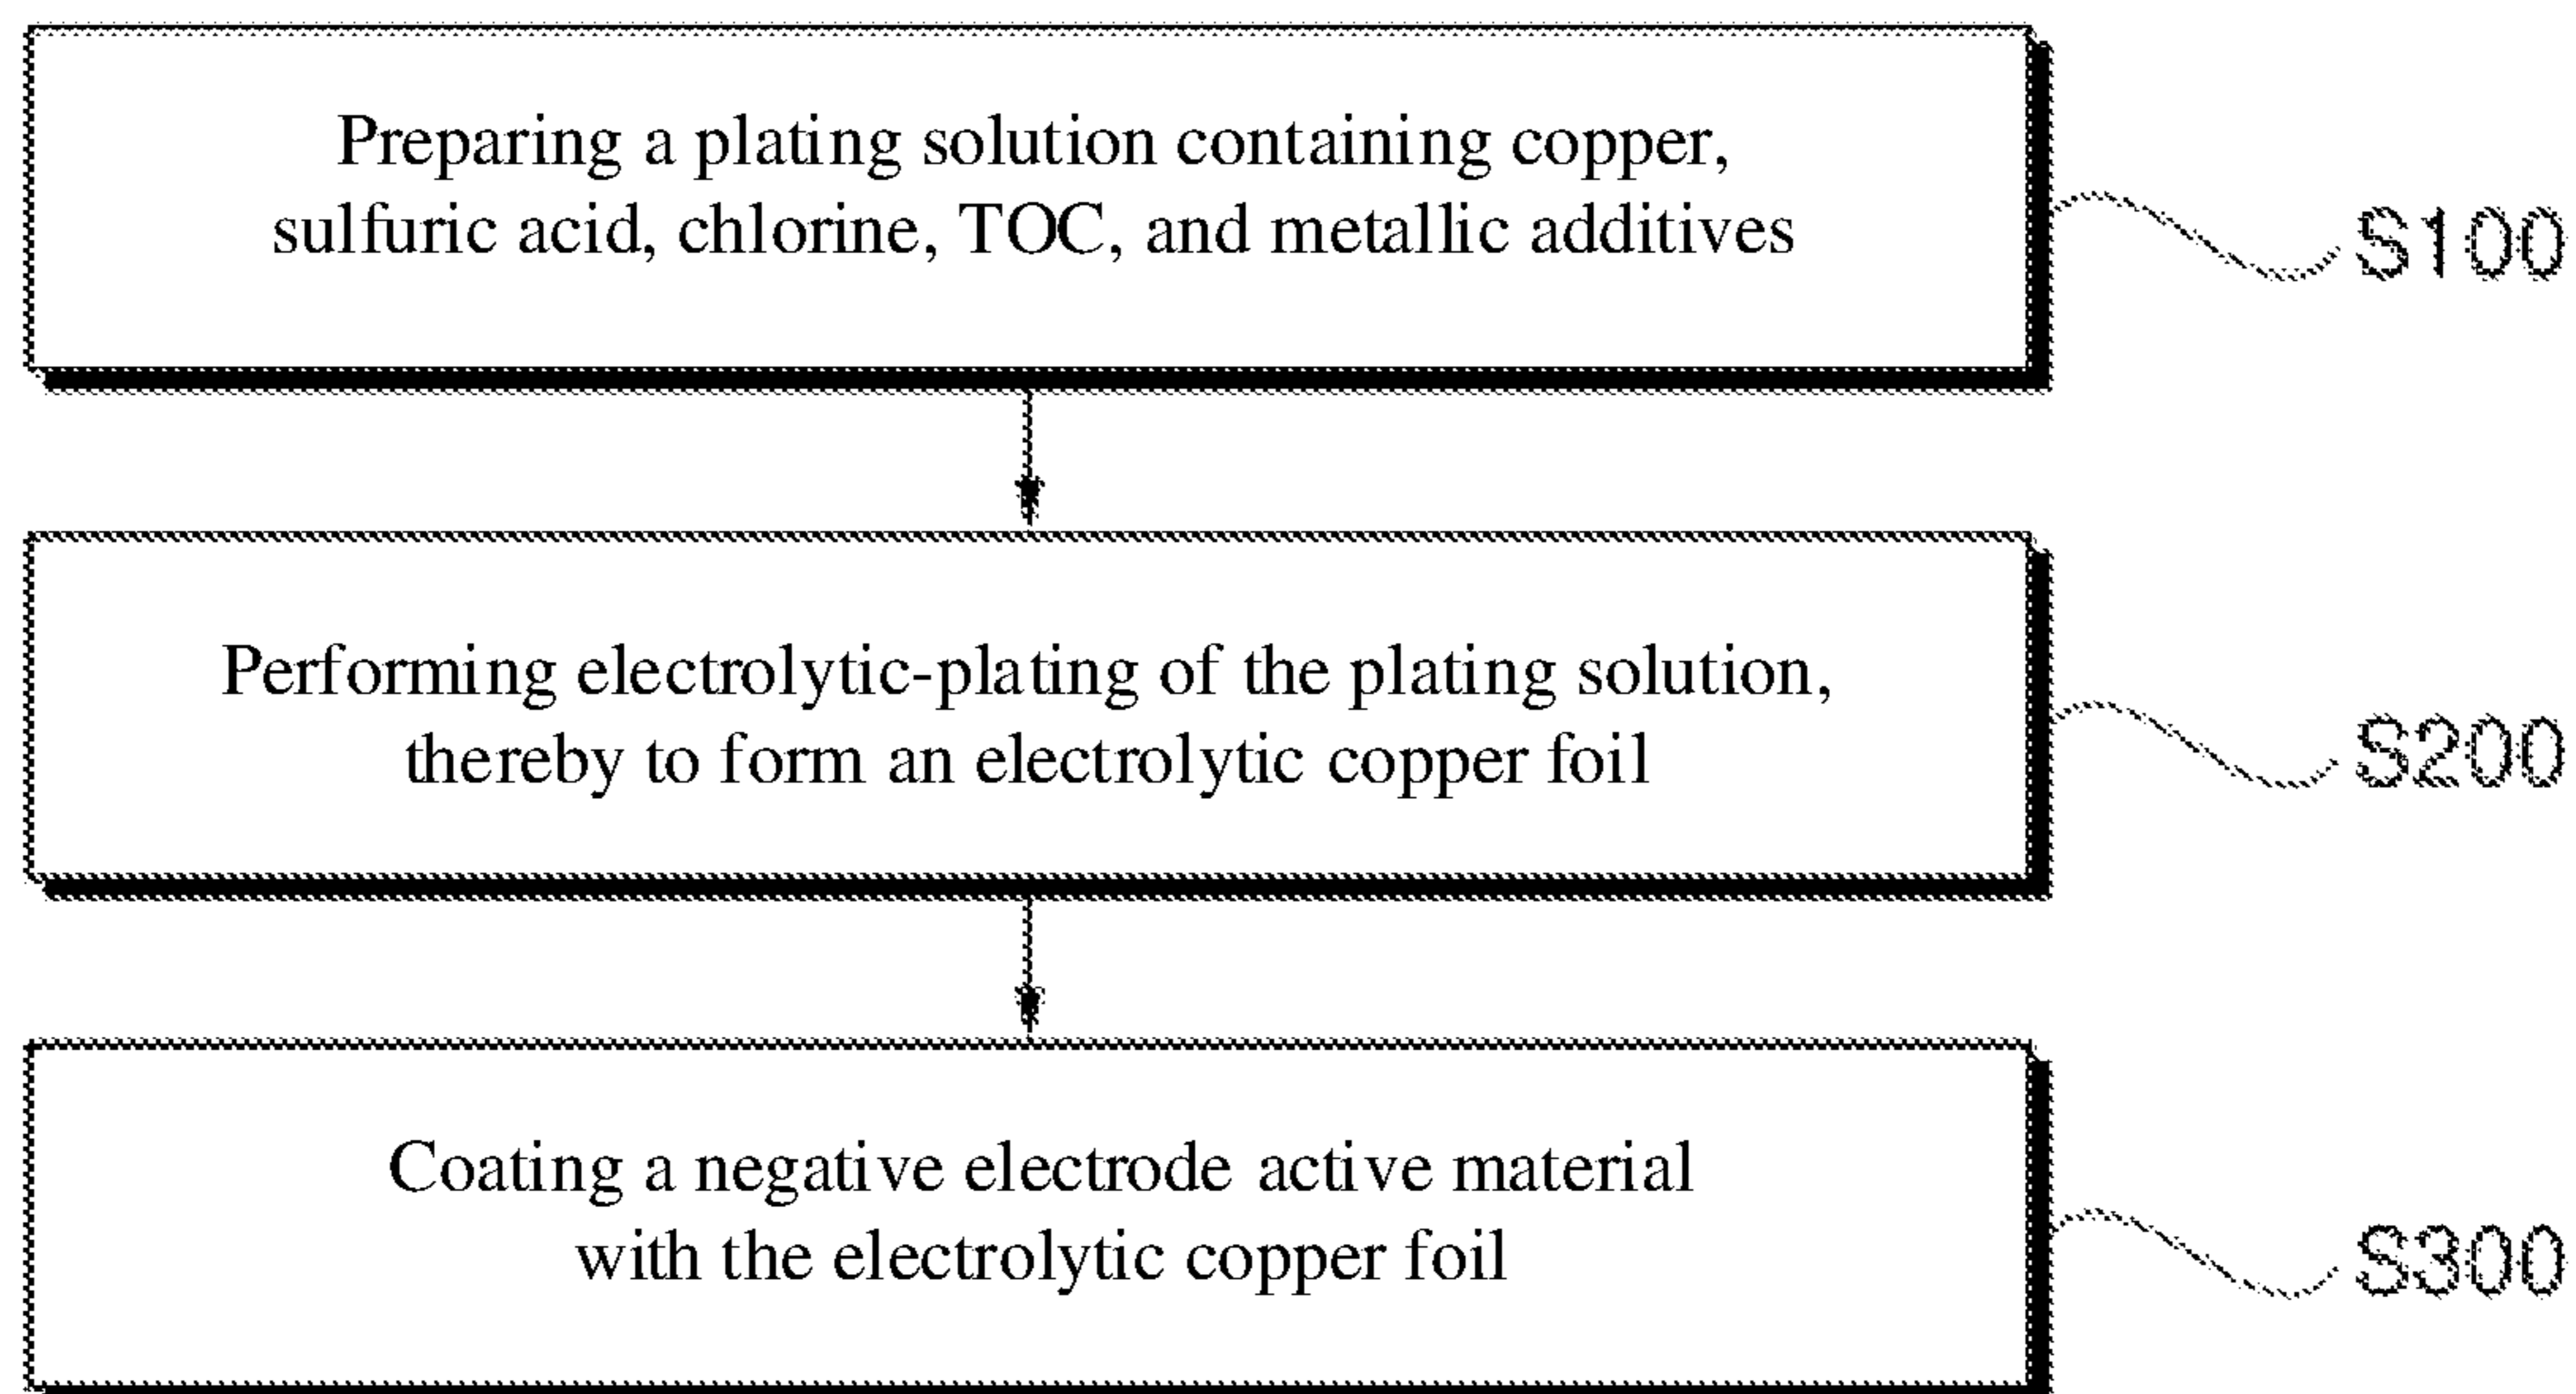 Preparing a plating solution containing copper,
sulfuric acid, chlorine, TOC, and metallic additives
S100
Performing electrolytic-plating of the plating solution,
thereby to form an electrolytic copper foil
S200
Coating a negative electrode active material
with the electrolytic copper foil
S300